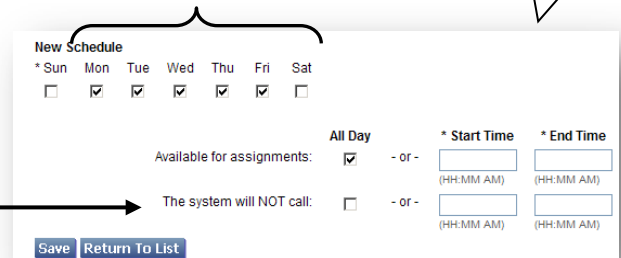 New Schedule
* Sun Mon Tue Wed Thu Fri Sat
All Day * Start Time * End Time
Available for assignments: - or -
(HH:MM AM) (HH:MM AM)
The system will NOT call: - or -
(HH:MM AM) (HH:MM AM)
Save Return To List